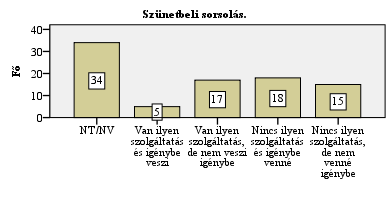 Szünetbeli sorsolás.
Fő
40
30
20
10
0
34
5
17
18
15
NT/NV
Van ilyen szolgáltatás és igénybe veszi
Van ilyen szolgáltatás, de nem veszi igénybe
Nincs ilyen szolgáltatás és igénybe venné
Nincs ilyen szolgáltatás, de nem venné igénybe